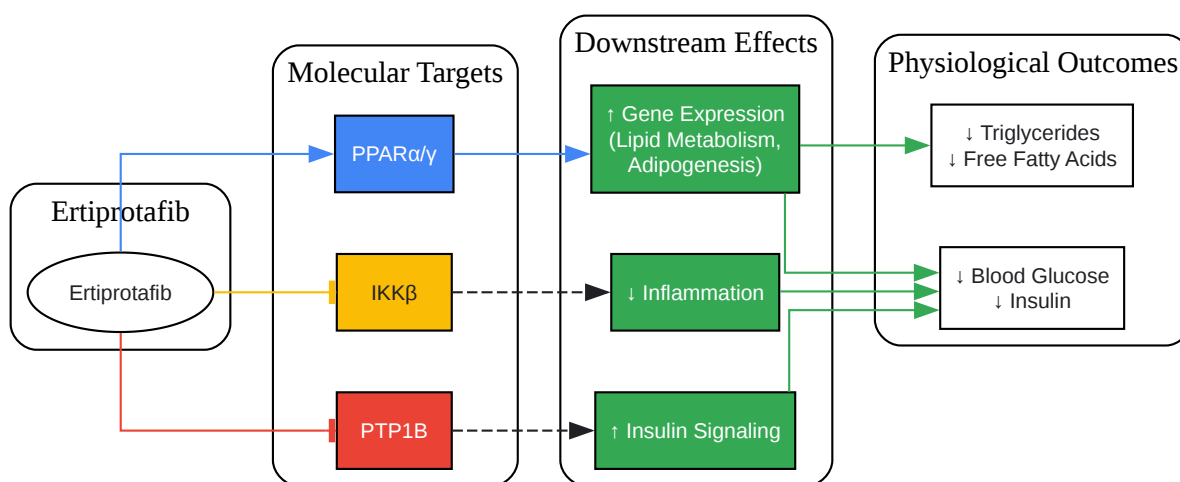 Ertiprotafib
Ertiprotafib
Molecular Targets
PPARα/γ
IKKβ
PTP1B
Downstream Effects
↑ Gene Expression
(Lipid Metabolism,
Adipogenesis)
↓ Inflammation
↑ Insulin Signaling
Physiological Outcomes
↓ Triglycerides
↓ Free Fatty Acids
↓ Blood Glucose
↓ Insulin